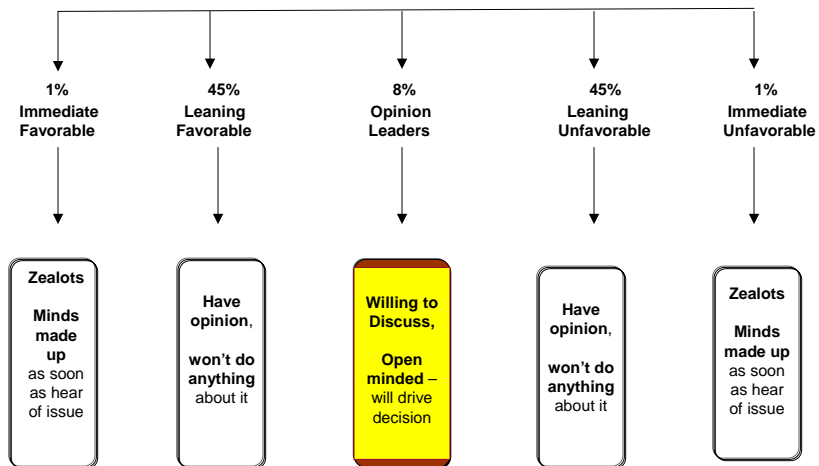 1%
Immediate
Favorable
45%
Leaning
Favorable
8%
Opinion
Leaders
45%
Leaning
Unfavorable
1%
Immediate
Unfavorable
Zealots
Minds
made
up
as soon
as hear
of issue
Have
opinion,
won’t do
anything
about it
Willing to
Discuss,
Open
minded –
will drive
decision
Have
opinion,
won’t do
anything
about it
Zealots
Minds
made up
as soon
as hear
of issue